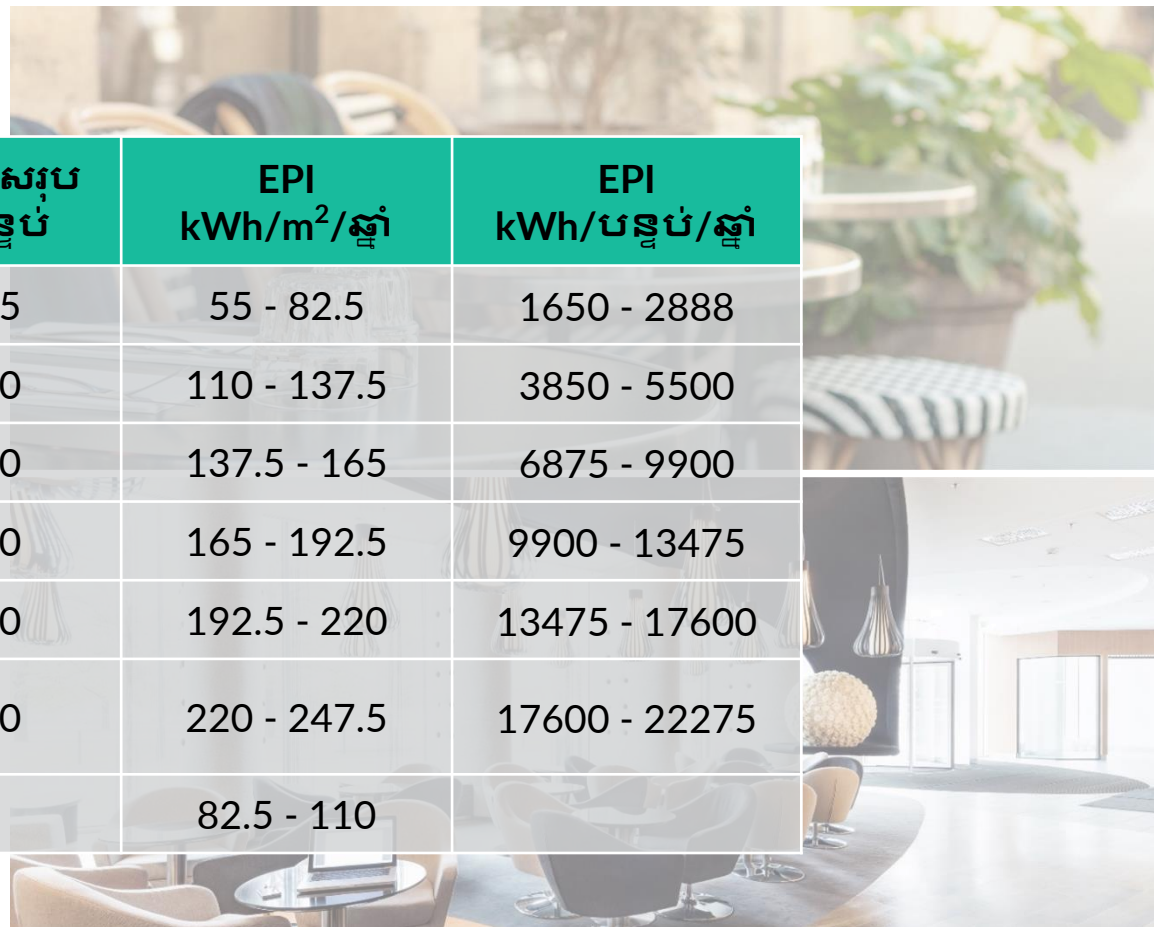 សរុប EPI EPI
ន្ទប់ kWh/m²/ឆ្នាំ kWh/បន្ទប់/ឆ្នាំ
5 55 - 82.5 1650 - 2888
0 110 - 137.5 3850 - 5500
0 137.5 - 165 6875 - 9900
0 165 - 192.5 9900 - 13475
0 192.5 - 220 13475 - 17600
0 220 - 247.5 17600 - 22275
82.5 - 110